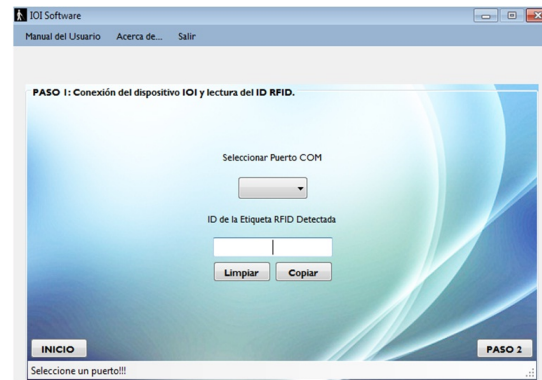 IOI Software
Manual del Usuario Acerca de... Salir
PASO 1: Conexión del dispositivo IOI y lectura del ID RFID.
Seleccionar Puerto COM
ID de la Etiqueta RFID Detectada
Limpiar Copiar
INICIO PASO 2
Seleccione un puerto!!!